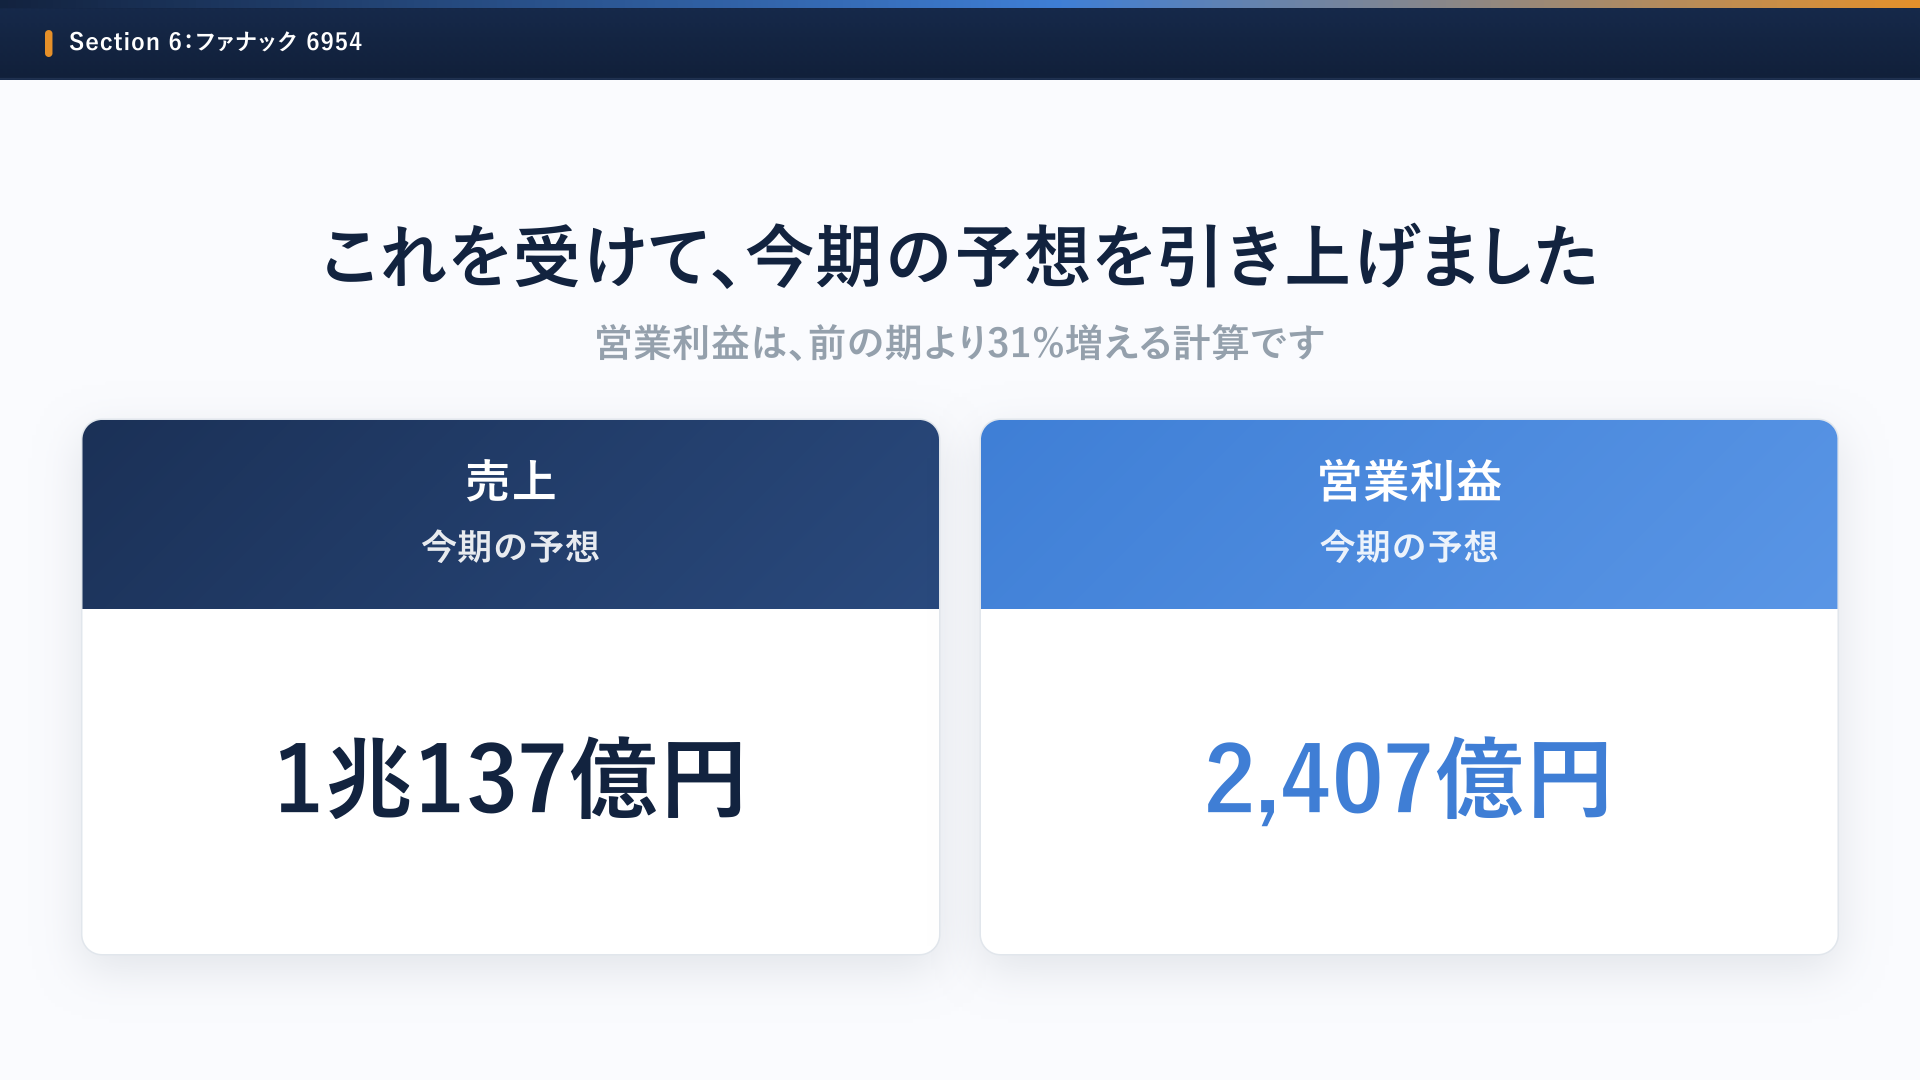 Section 6：ファナック 6954
これを受けて、今期の予想を引き上げました
営業利益は、前の期より31%増える計算です
売上
今期の予想
1兆137億円
営業利益
今期の予想
2,407億円